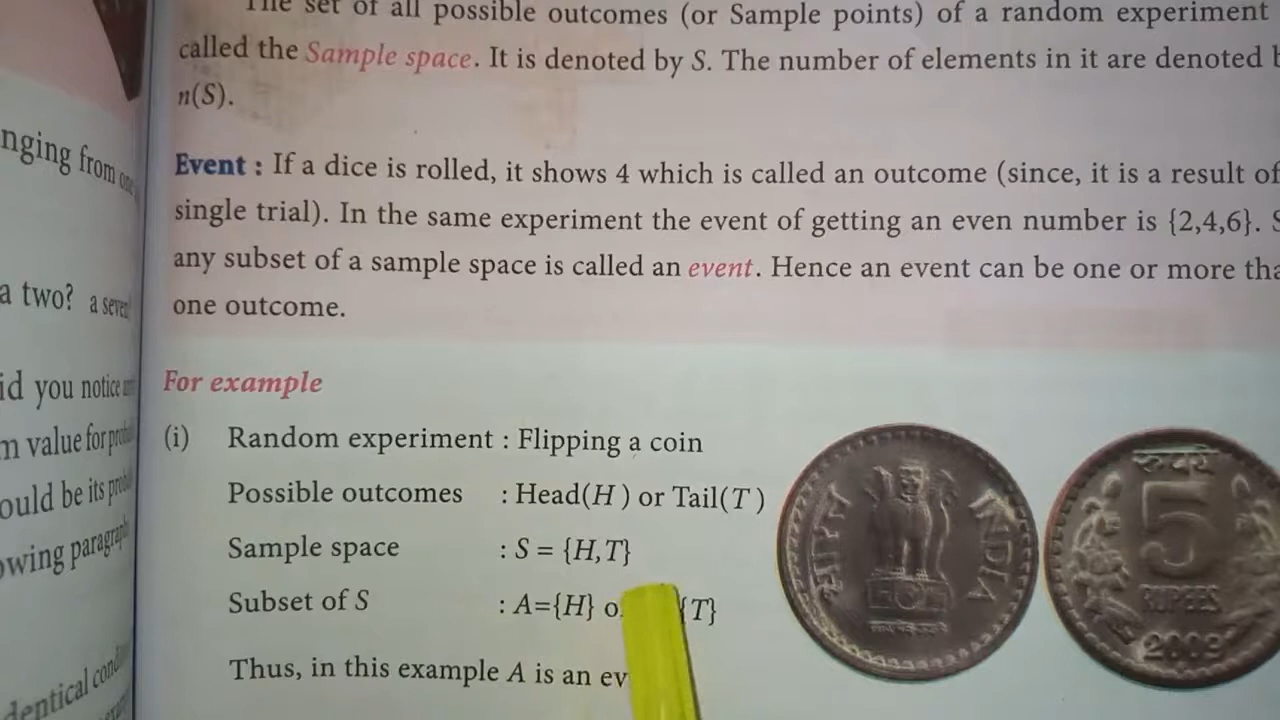 The set of all possible outcomes (or Sample points) of a random experiment
called the Sample space. It is denoted by S. The number of elements in it are denoted
n(S).
Event : If a dice is rolled, it shows 4 which is called an outcome (since, it is a result of
single trial). In the same experiment the event of getting an even number is {2,4,6}.
any subset of a sample space is called an event. Hence an event can be one or more
one outcome.
For example
(i) Random experiment : Flipping a coin
Possible outcomes : Head(H) or Tail(T)
Sample space : S = {H,T}
Subset of S : A={H} {T}
Thus, in this example A is an
nging from
a two? a
id you notice
m value for
ould be its
owing
dentical
भारत
INDIA
रुपये
5
RUPEES